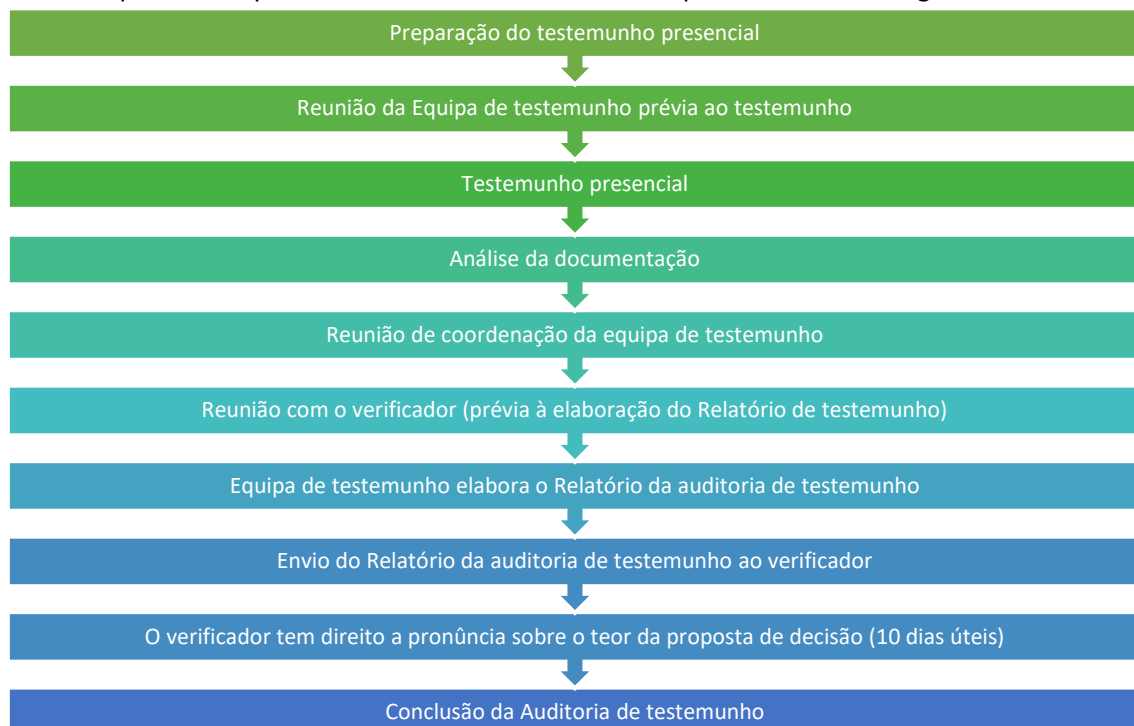 Preparação do testemunho presencial
Reunião da Equipa de testemunho prévia ao testemunho
Testemunho presencial
Análise da documentação
Reunião de coordenação da equipa de testemunho
Reunião com o verificador (prévia à elaboração do Relatório de testemunho)
Equipa de testemunho elabora o Relatório da auditoria de testemunho
Envio do Relatório da auditoria de testemunho ao verificador
O verificador tem direito a pronúncia sobre o teor da proposta de decisão (10 dias úteis)
Conclusão da Auditoria de testemunho